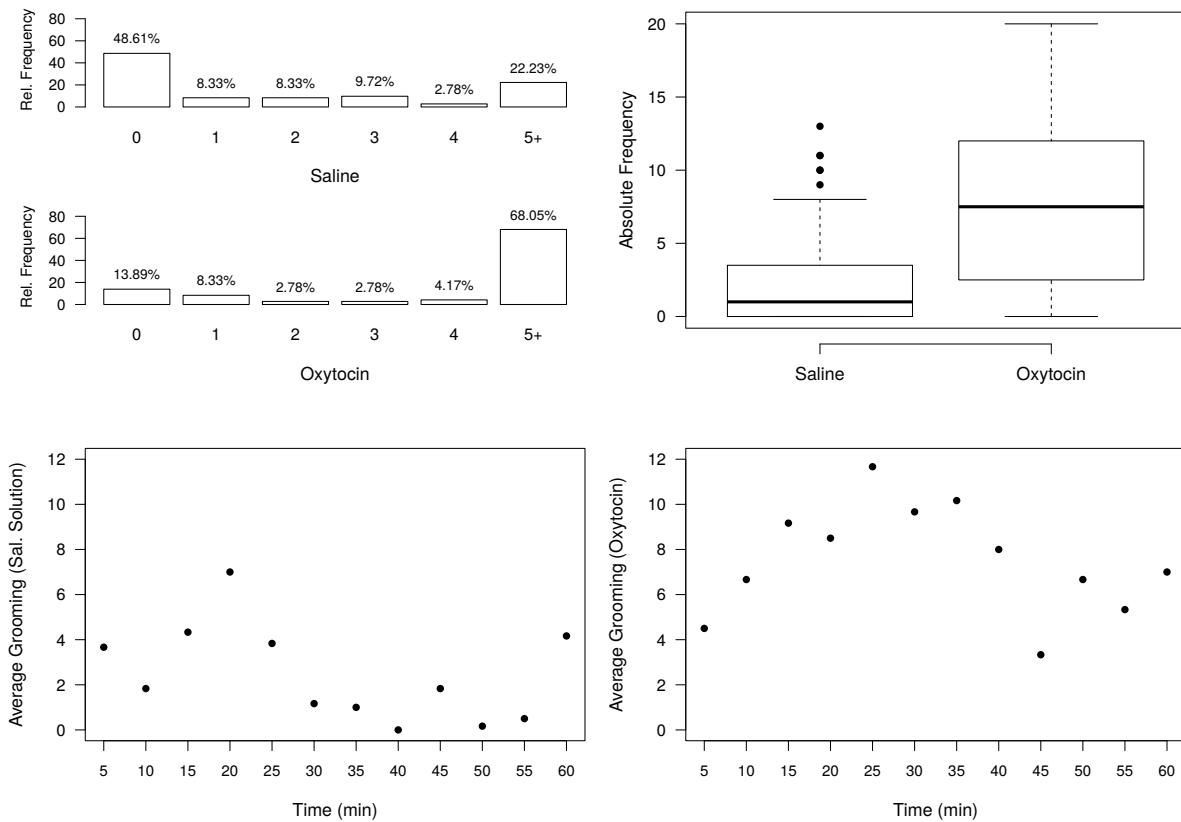 Rel. Frequency
80
60
40
20
0
48.61%
8.33%
8.33%
9.72%
2.78%
22.23%
0 1 2 3 4 5+
Saline
Rel. Frequency
80
60
40
20
0
13.89%
8.33%
2.78%
2.78%
4.17%
68.05%
0 1 2 3 4 5+
Oxytocin
Absolute Frequency
20
15
10
5
0
Saline Oxytocin
Average Grooming (Sal. Solution)
12
10
8
6
4
2
0
5 10 15 20 25 30 35 40 45 50 55 60
Time (min)
Average Grooming (Oxytocin)
12
10
8
6
4
2
0
5 10 15 20 25 30 35 40 45 50 55 60
Time (min)